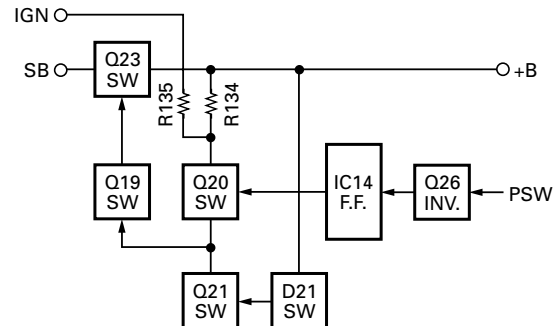 IGN
SB
Q23
SW
R135
R134
+B
Q19
SW
Q20
SW
IC14
F.F.
Q26
INV.
PSW
Q21
SW
D21
SW